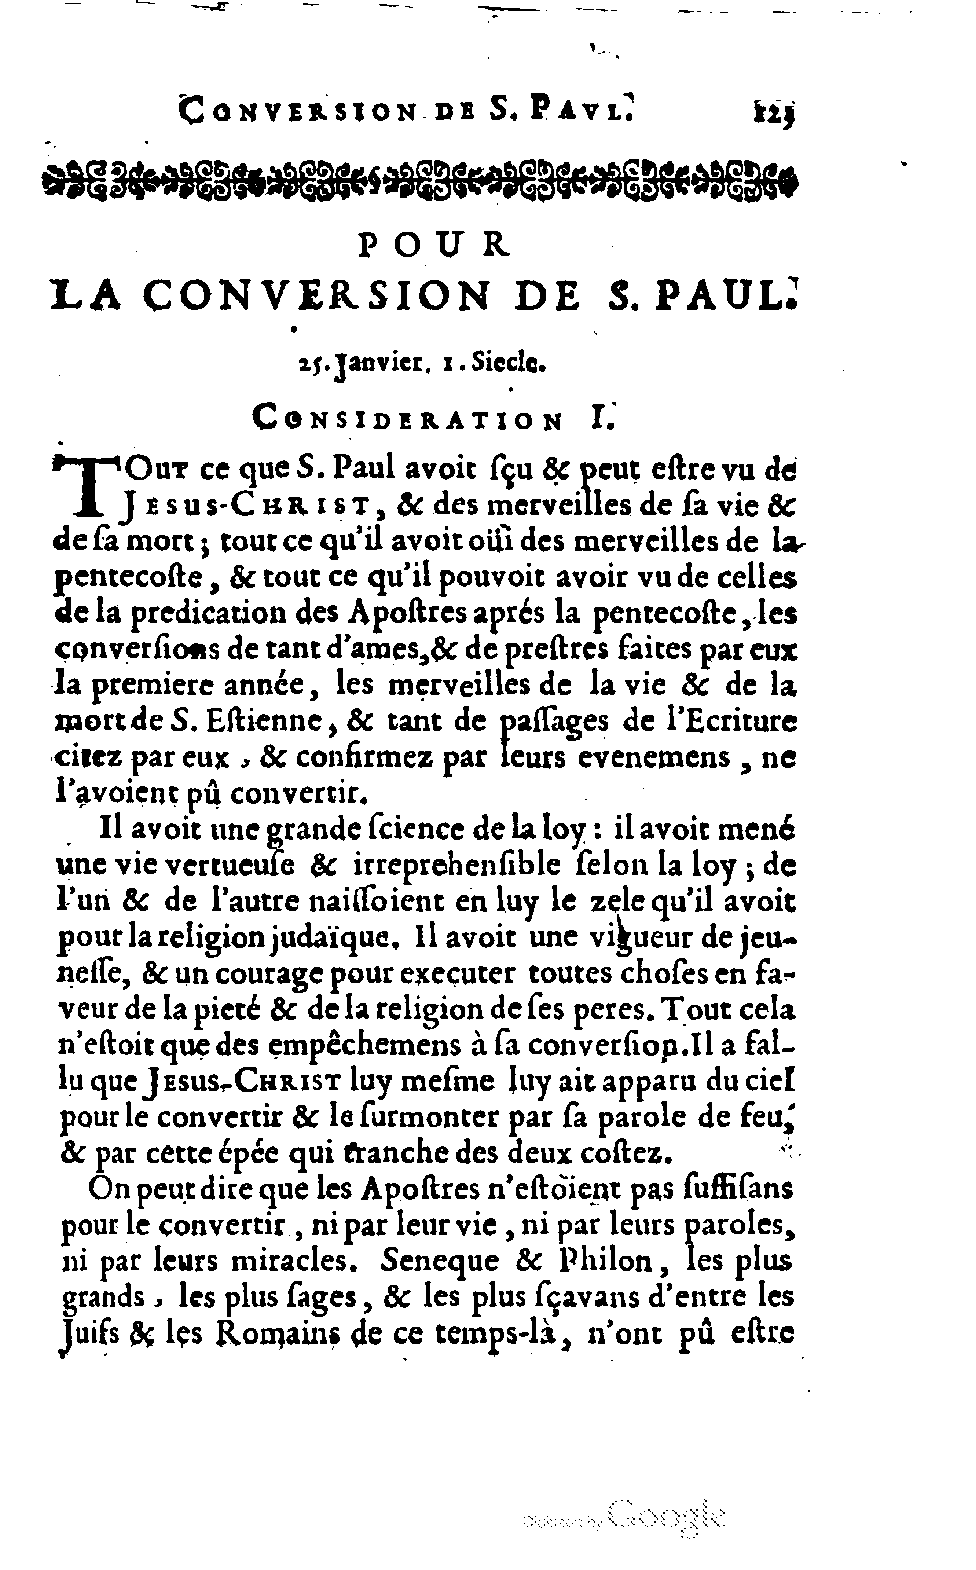 CONVERSION DE S. PAVL. 123
POUR
LA CONVERSION DE S. PAUL.
25. Janvier. 1. Siecle.
CONSIDERATION I.
TOUT ce que S. Paul avoit ſçu & peut eſtre vu de
JESUS-CHRIST, & des merveilles de ſa vie &
de ſa mort; tout ce qu'il avoit oüi des merveilles de la
pentecoſte, & tout ce qu'il pouvoit avoir vu de celles
de la predication des Apoſtres aprés la pentecoſte, les
converſions de tant d'ames, & de preſtres faites par eux
la premiere année, les merveilles de la vie & de la
mort de S. Eſtienne, & tant de paſſages de l'Ecriture
citez par eux, & confirmez par leurs evenemens, ne
l'avoient pû convertir.
Il avoit une grande ſcience de la loy: il avoit mené
une vie vertueuſe & irreprehenſible ſelon la loy; de
l'un & de l'autre naiſſoient en luy le zele qu'il avoit
pour la religion judaïque. Il avoit une vigueur de jeu-
neſſe, & un courage pour executer toutes choſes en fa-
veur de la pieté & de la religion de ſes peres. Tout cela
n'eſtoit que des empêchemens à ſa converſion. Il a fal-
lu que JESUS-CHRIST luy meſme luy ait apparu du ciel
pour le convertir & le ſurmonter par ſa parole de feu,
& par cette épée qui tranche des deux coſtez.
On peut dire que les Apoſtres n'eſtoient pas ſuffiſans
pour le convertir, ni par leur vie, ni par leurs paroles,
ni par leurs miracles. Seneque & Philon, les plus
grands, les plus ſages, & les plus ſçavans d'entre les
Juifs & les Romains de ce temps-là, n'ont pû eſtre
Digitized by Google